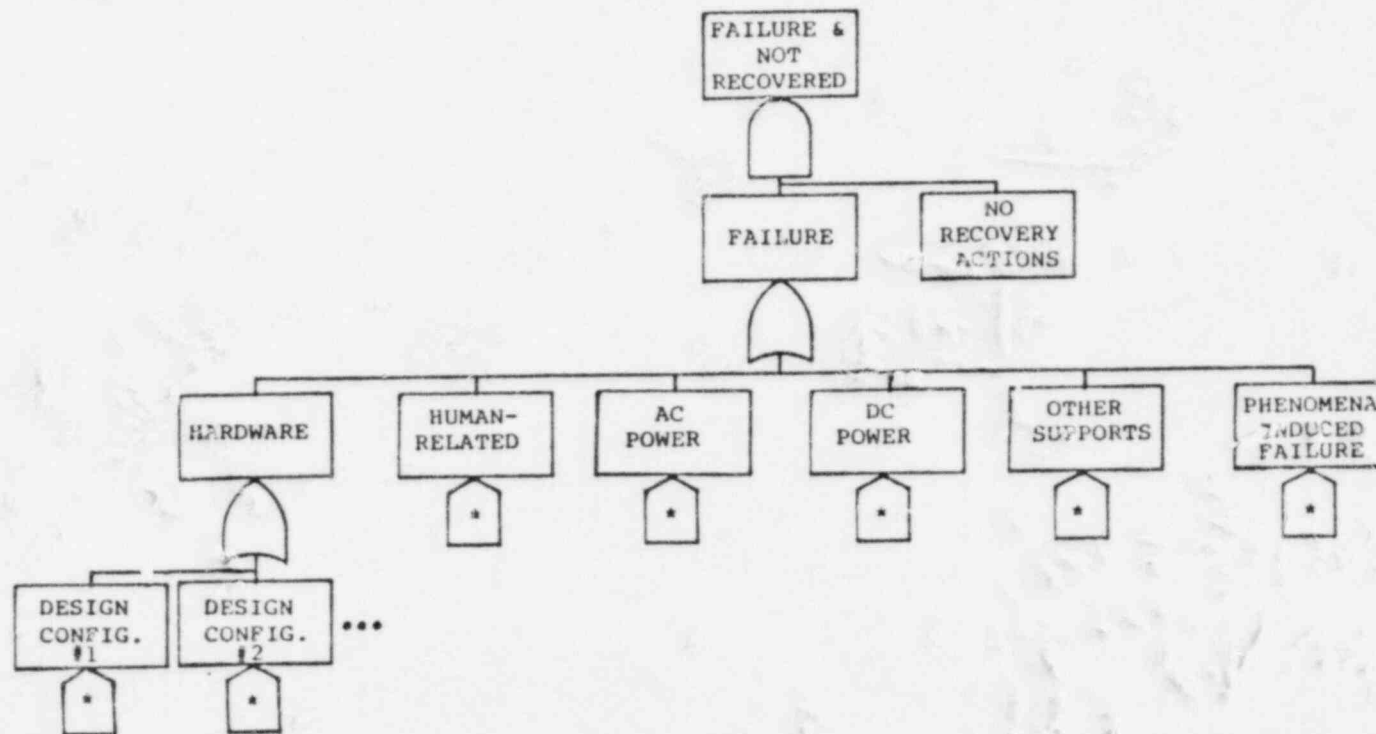 FAILURE &
NOT
RECOVERED
FAILURE
NO
RECOVERY
ACTIONS
HARDWARE
HUMAN-
RELATED
AC
POWER
DC
POWER
OTHER
SUPPORTS
PHENOMENA
INDUCED
FAILURE
*
*
*
*
*
DESIGN
CONFIG.
#1
DESIGN
CONFIG.
#2
•••
*
*